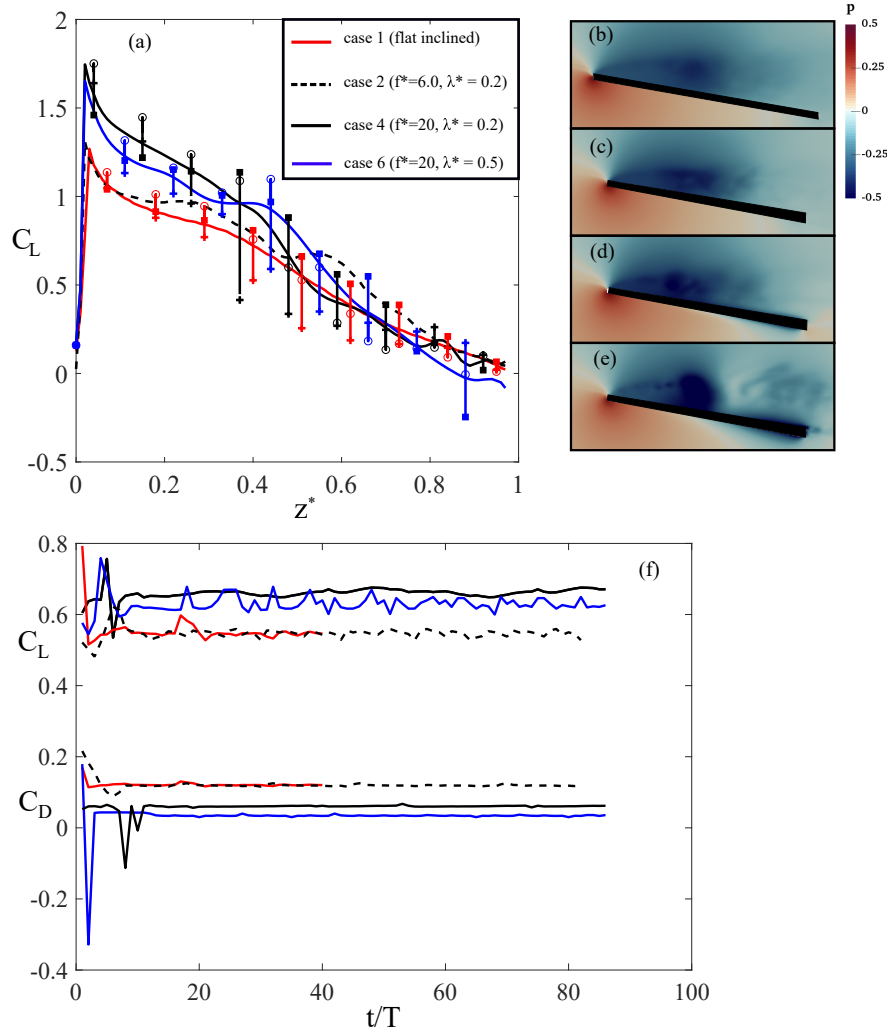 (a)
2
1.5
1
0.5
0
-0.5
C_L
0
0.2
0.4
0.6
0.8
1
z*
case 1 (flat inclined)
case 2 (f*=6.0, λ* = 0.2)
case 4 (f*=20, λ* = 0.2)
case 6 (f*=20, λ* = 0.5)
(b)
(c)
(d)
(e)
p
0.5
0.25
0
-0.25
-0.5
(f)
0.8
0.6
C_L
0.4
0.2
C_D
0
-0.2
-0.4
0
20
40
60
80
100
t/T